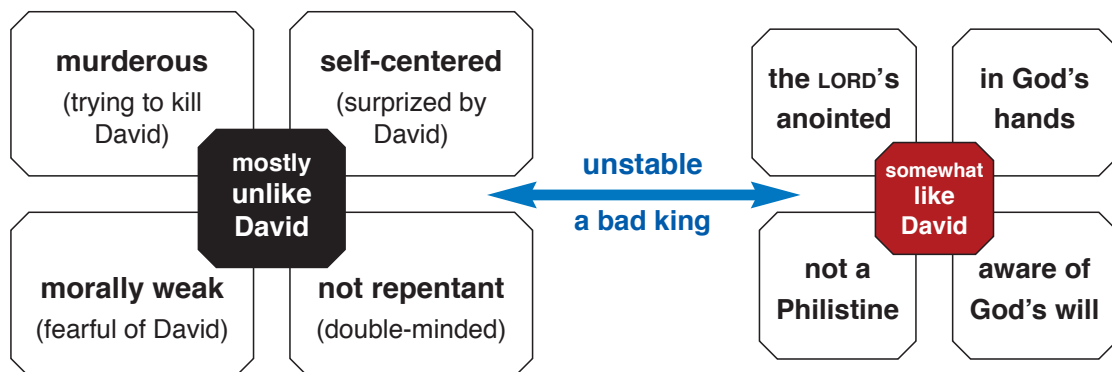 murderous
(trying to kill
David)
self-centered
(surprized by
David)
mostly
unlike
David
morally weak
(fearful of David)
not repentant
(double-minded)
unstable
a bad king
the LORD's
anointed
in God's
hands
somewhat
like
David
not a
Philistine
aware of
God's will